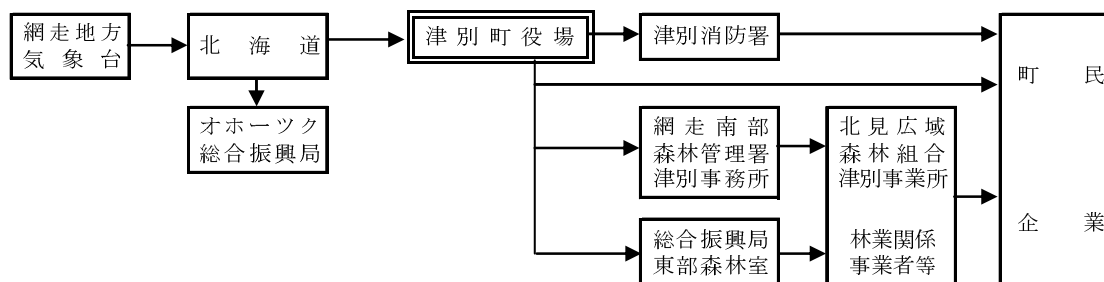 網走地方
気象台
北海道
オホーツク
総合振興局
津別町役場
津別消防署
網走南部
森林管理署
津別事務所
総合振興局
東部森林室
北見広域
森林組合
津別事業所
林業関係
事業者等
町民
企業